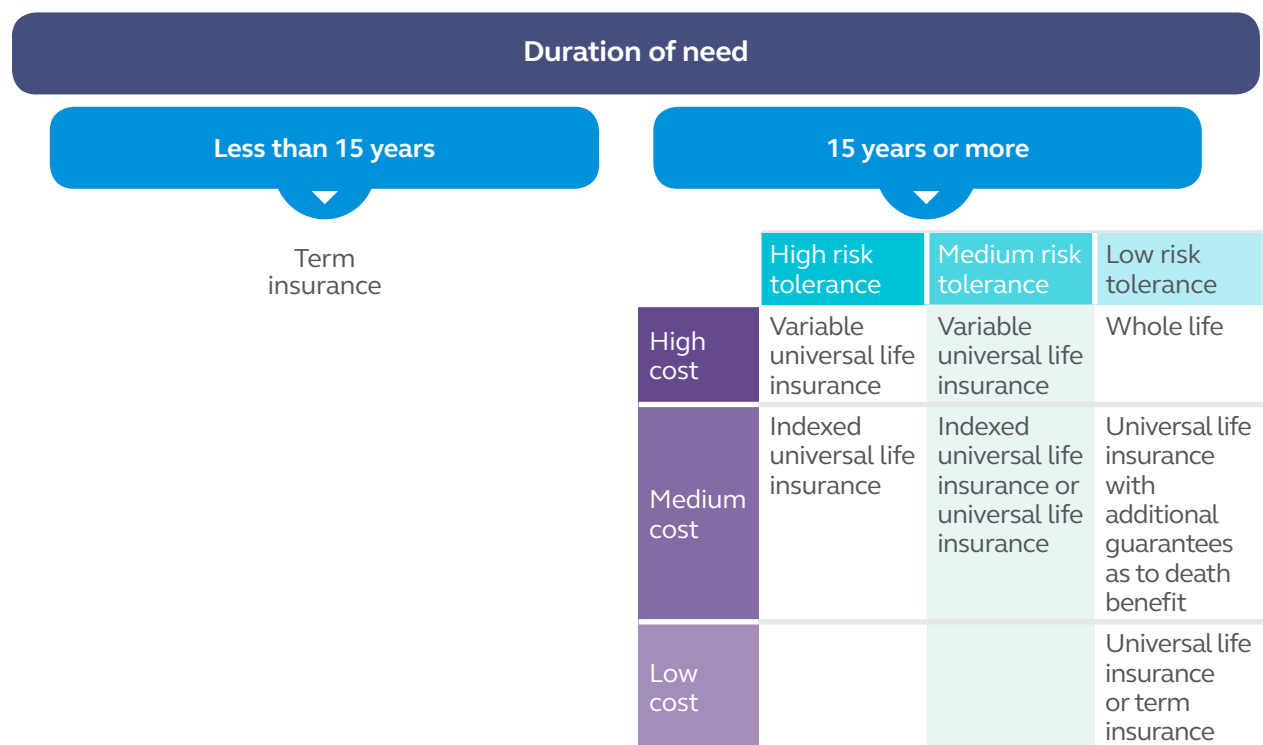 Duration of need
Less than 15 years
15 years or more
Term
insurance
High risk
tolerance
Medium risk
tolerance
Low risk
tolerance
High
cost
Variable
universal life
insurance
Variable
universal life
insurance
Whole life
Medium
cost
Indexed
universal life
insurance
Indexed
universal life
insurance or
universal life
insurance
Universal life
insurance
with
additional
guarantees
as to death
benefit
Low
cost
Universal life
insurance
or term
insurance